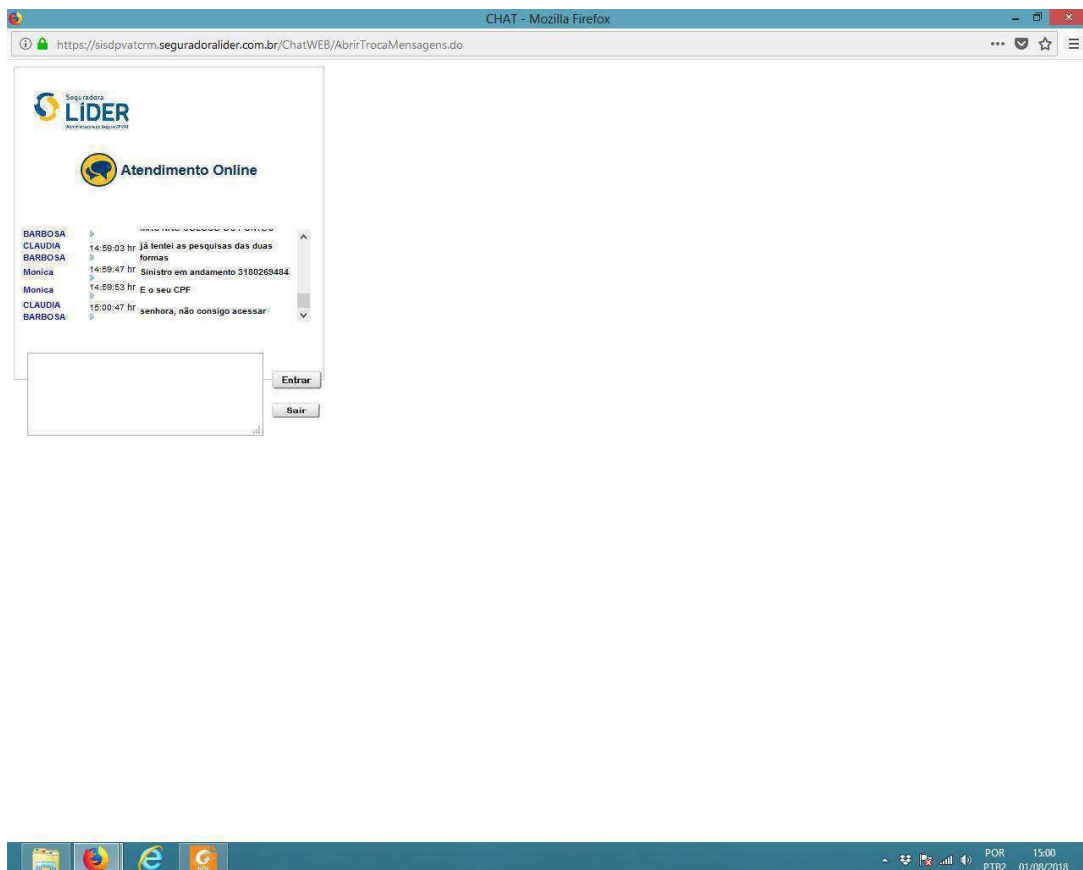 CHAT - Mozilla Firefox
https://sisdpvatcrm.seguradoralider.com.br/ChatWEB/AbrirTrocaMensagens.do
Seguradora
LÍDER
Atendimento Online
BARBOSA
CLAUDIA BARBOSA 14:59:03 hr já tentei as pesquisas das duas formas
Monica 14:59:47 hr Sinistro em andamento 3180269484
Monica 14:59:53 hr E o seu CPF
CLAUDIA BARBOSA 15:00:47 hr senhora, não consigo acessar
Entrar
Sair
POR 15:00
PTB2 01/08/2018